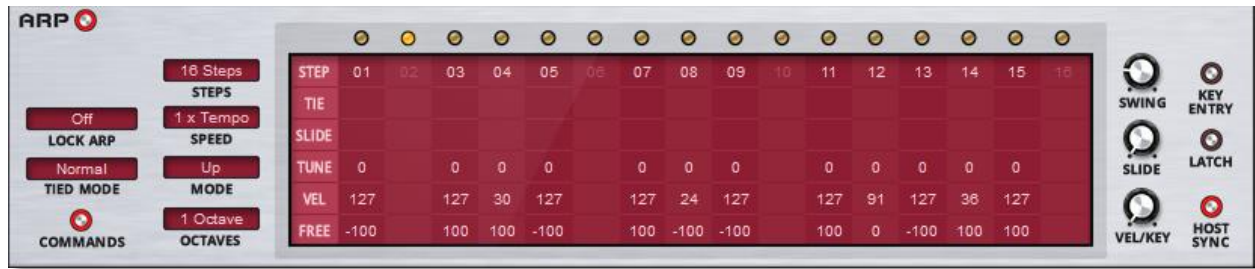 ARP
16 Steps
STEPS
Off
LOCK ARP
1 x Tempo
SPEED
Normal
TIED MODE
Up
MODE
COMMANDS
1 Octave
OCTAVES
STEP 01 02 03 04 05 06 07 08 09 10 11 12 13 14 15 16
TIE
SLIDE
TUNE 0 0 0 0 0 0 0 0 0 0 0 0
VEL 127 127 30 127 127 24 127 127 91 127 36 127
FREE -100 100 100 -100 100 -100 -100 100 0 -100 100 100
SWING
KEY
ENTRY
SLIDE
LATCH
VEL/KEY
HOST
SYNC